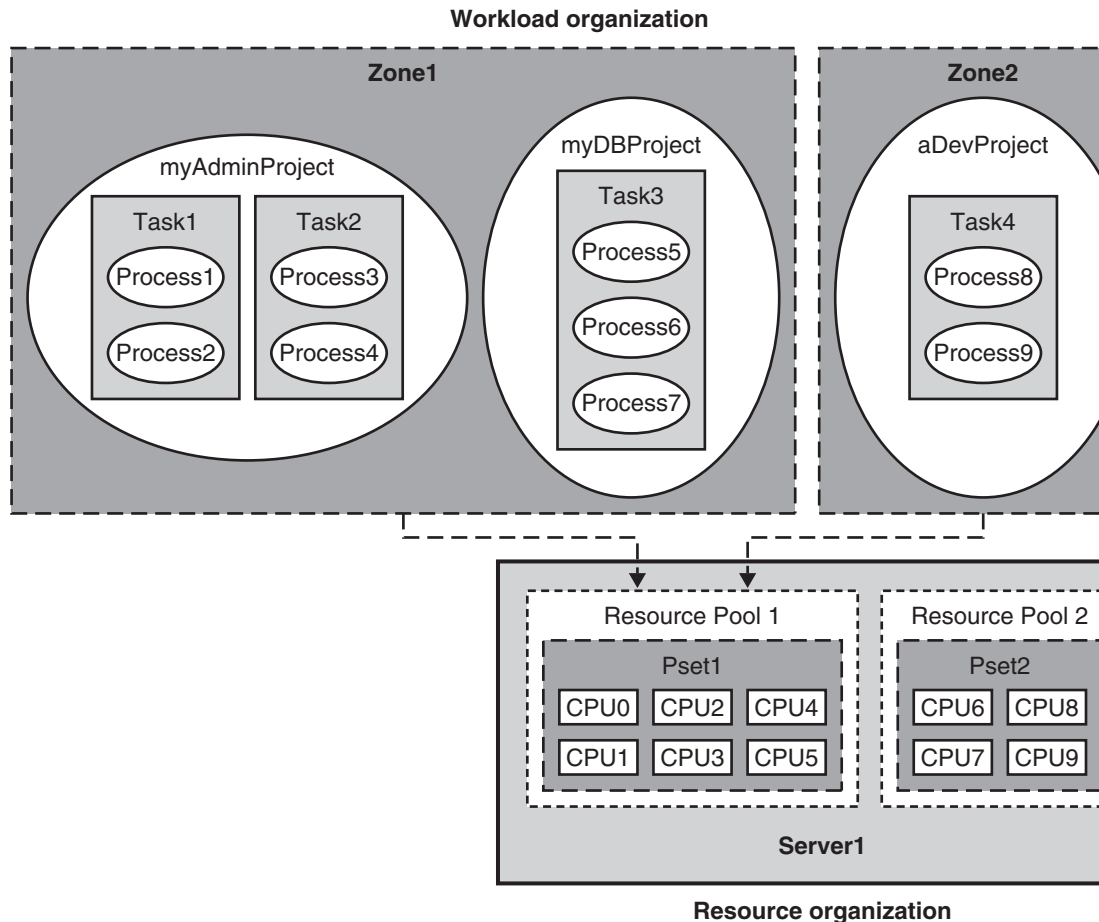 Workload organization
Zone1
Zone2
myAdminProject
myDBProject
aDevProject
Task1
Task2
Task3
Task4
Process1
Process2
Process3
Process4
Process5
Process6
Process7
Process8
Process9
Resource Pool 1
Resource Pool 2
Pset1
Pset2
CPU0
CPU2
CPU4
CPU1
CPU3
CPU5
CPU6
CPU8
CPU7
CPU9
Server1
Resource organization